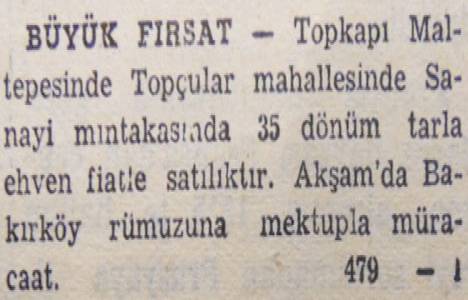 BÜYÜK FIRSAT — Topkapı Mal-
tepesinde Topçular mahallesinde Sa-
nayi mıntakasında 35 dönüm tarla
ehven fiatle satılıktır. Akşam'da Ba-
kırköy rümuzuna mektupla müra-
caat. 479 — 1